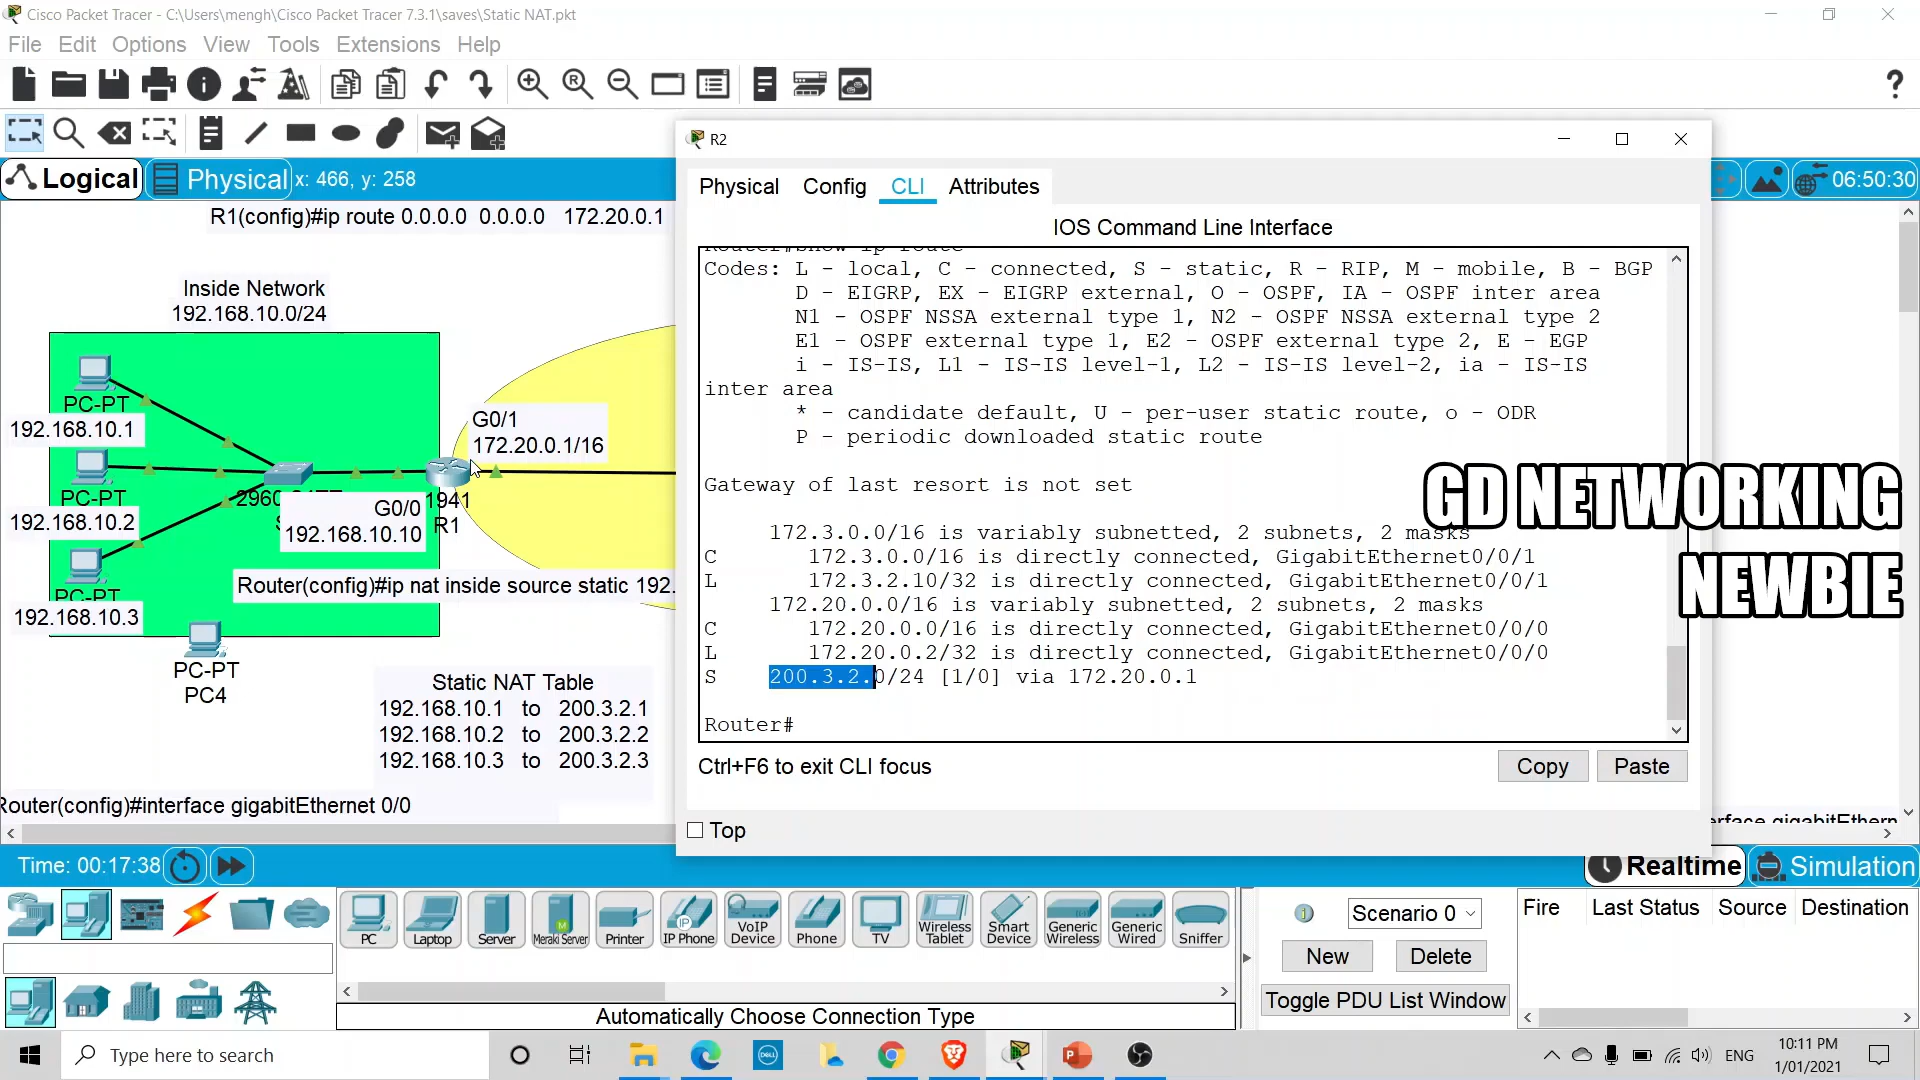 Cisco Packet Tracer - C:\Users\mengh\Cisco Packet Tracer 7.3.1\saves\Static NAT.pkt
File Edit Options View Tools Extensions Help
Logical Physical x: 466, y: 258
06:50:30
R1(config)#ip route 0.0.0.0 0.0.0.0 172.20.0.1
Inside Network
192.168.10.0/24
PC-PT
192.168.10.1
PC-PT
192.168.10.2
PC-PT
192.168.10.3
G0/1
172.20.0.1/16
1941
R1
G0/0
192.168.10.10
Router(config)#ip nat inside source static 192.
PC-PT
PC4
Static NAT Table
192.168.10.1 to 200.3.2.1
192.168.10.2 to 200.3.2.2
192.168.10.3 to 200.3.2.3
Router(config)#interface gigabitEthernet 0/0
R2
Physical Config CLI Attributes
IOS Command Line Interface
Router#show ip route
Codes: L - local, C - connected, S - static, R - RIP, M - mobile, B - BGP
D - EIGRP, EX - EIGRP external, O - OSPF, IA - OSPF inter area
N1 - OSPF NSSA external type 1, N2 - OSPF NSSA external type 2
E1 - OSPF external type 1, E2 - OSPF external type 2, E - EGP
i - IS-IS, L1 - IS-IS level-1, L2 - IS-IS level-2, ia - IS-IS
inter area
* - candidate default, U - per-user static route, o - ODR
P - periodic downloaded static route
Gateway of last resort is not set
172.3.0.0/16 is variably subnetted, 2 subnets, 2 masks
C 172.3.0.0/16 is directly connected, GigabitEthernet0/0/1
L 172.3.2.10/32 is directly connected, GigabitEthernet0/0/1
172.20.0.0/16 is variably subnetted, 2 subnets, 2 masks
C 172.20.0.0/16 is directly connected, GigabitEthernet0/0/0
L 172.20.0.2/32 is directly connected, GigabitEthernet0/0/0
S 200.3.2.0/24 [1/0] via 172.20.0.1
Router#
Ctrl+F6 to exit CLI focus
Copy Paste
Top
GD NETWORKING
NEWBIE
Time: 00:17:38
Realtime Simulation
PC
Laptop
Server
Meraki Server
Printer
IP Phone
VoIP
Device
Phone
TV
Wireless
Tablet
Smart
Device
Generic
Wireless
Generic
Wired
Sniffer
Automatically Choose Connection Type
Scenario 0
New Delete
Toggle PDU List Window
Fire Last Status Source Destination
Type here to search
DELL
ENG
10:11 PM
1/01/2021